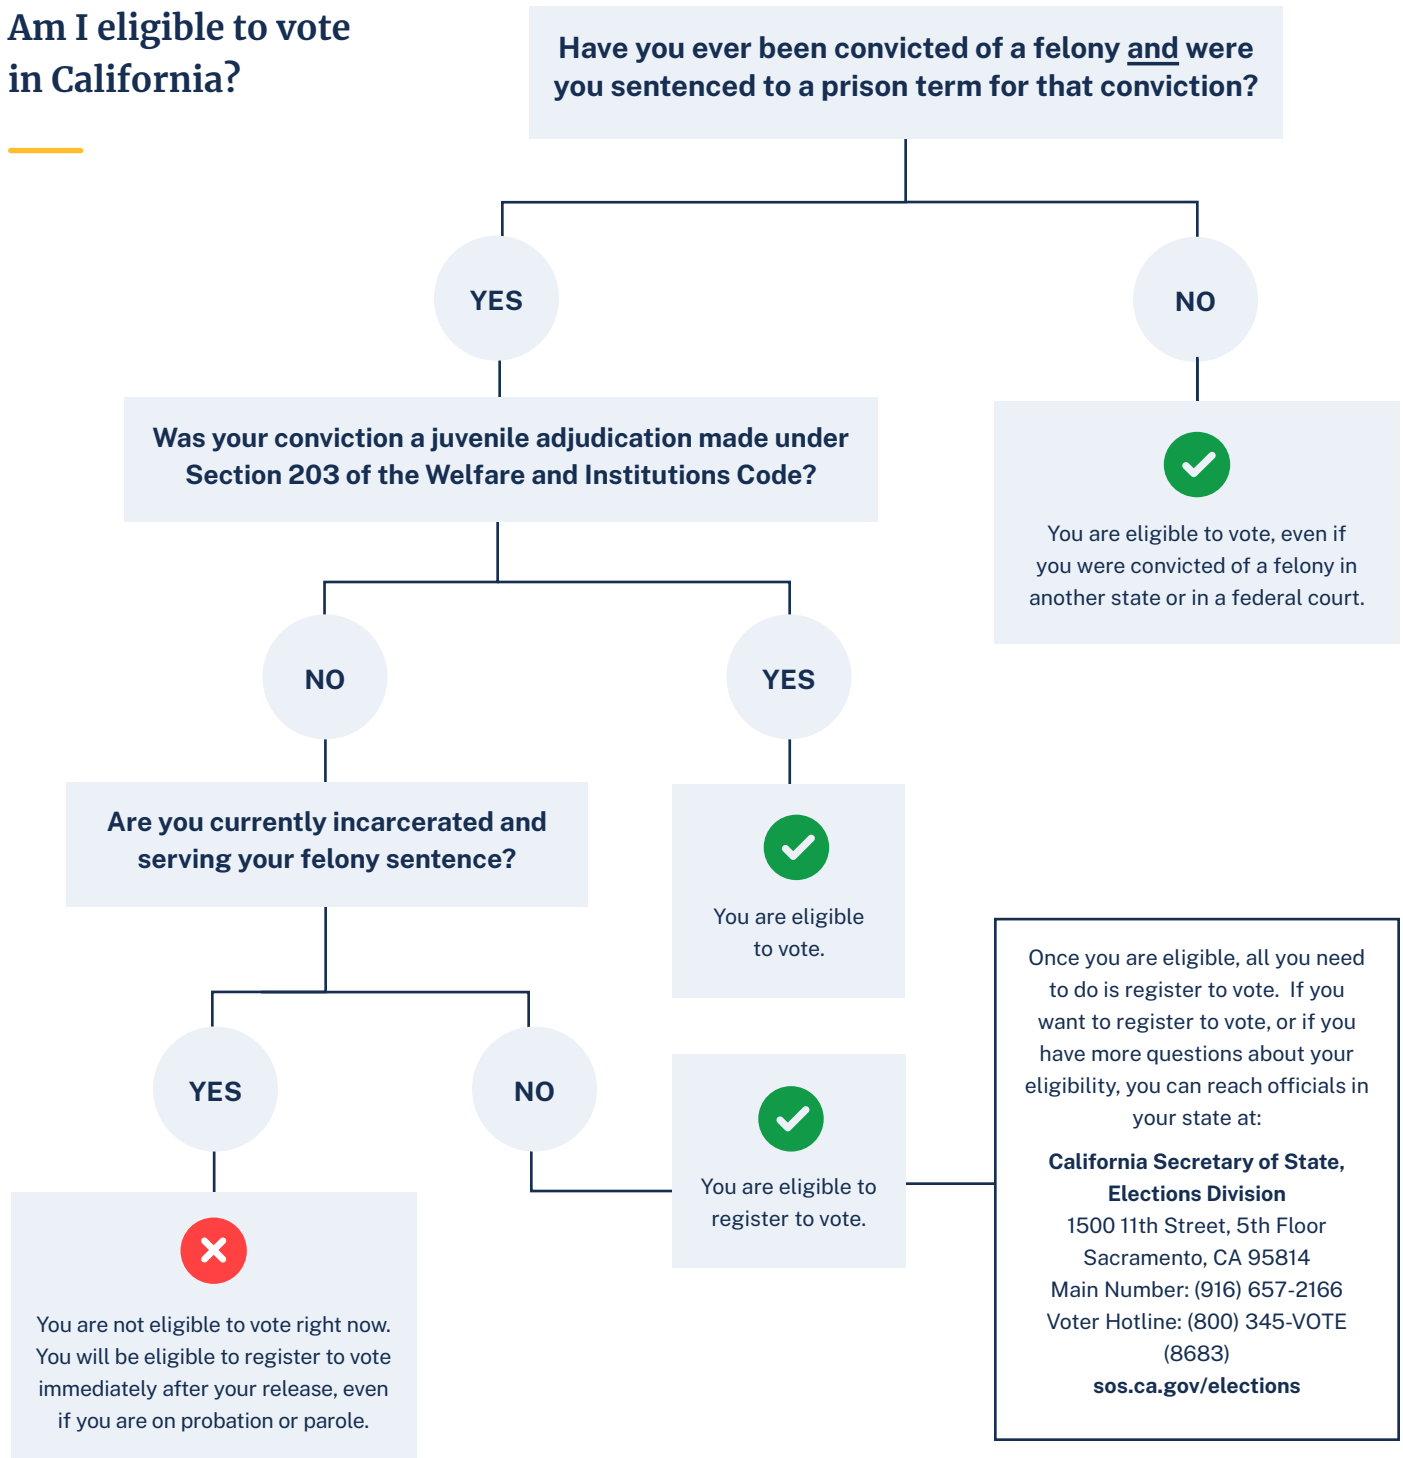 Am I eligible to vote
in California?
Have you ever been convicted of a felony and were
you sentenced to a prison term for that conviction?
YES
NO
Was your conviction a juvenile adjudication made under
Section 203 of the Welfare and Institutions Code?
You are eligible to vote, even if
you were convicted of a felony in
another state or in a federal court.
NO
YES
Are you currently incarcerated and
serving your felony sentence?
You are eligible
to vote.
YES
NO
You are eligible to
register to vote.
You are not eligible to vote right now.
You will be eligible to register to vote
immediately after your release, even
if you are on probation or parole.
Once you are eligible, all you need
to do is register to vote.  If you
want to register to vote, or if you
have more questions about your
eligibility, you can reach officials in
your state at:
California Secretary of State,
Elections Division
1500 11th Street, 5th Floor
Sacramento, CA 95814
Main Number: (916) 657-2166
Voter Hotline: (800) 345-VOTE
(8683)
sos.ca.gov/elections